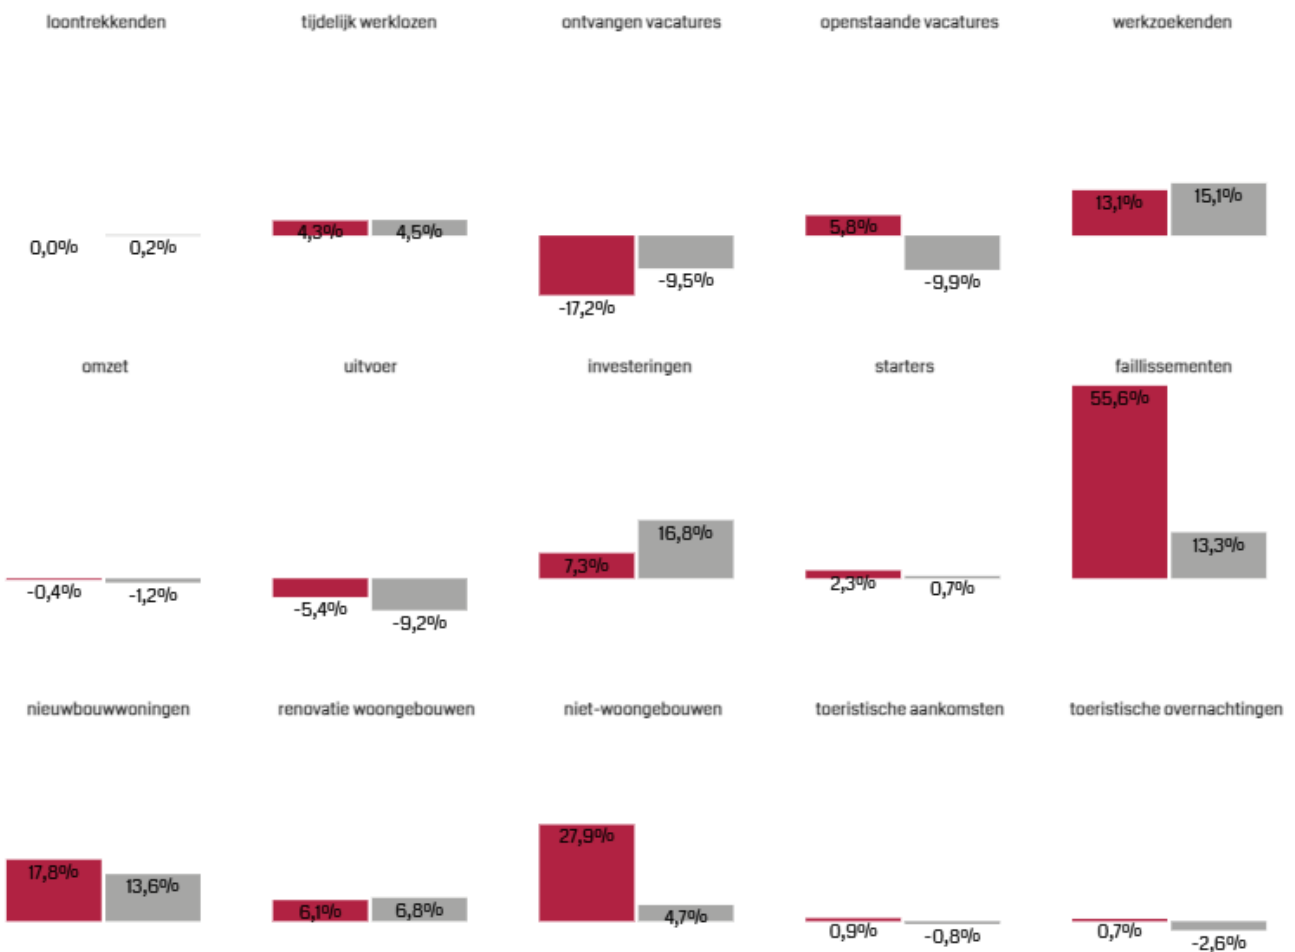 loontrekkenden tijdelijk werklozen ontvangen vacatures openstaande vacatures werkzoekenden
0,0% 0,2% 4,3% 4,5% -17,2% -9,5% 5,8% -9,9% 13,1% 15,1%
omzet uitvoer investeringen starters faillissementen
-0,4% -1,2% -5,4% -9,2% 7,3% 16,8% 2,3% 0,7% 55,6% 13,3%
nieuwbouwwoningen renovatie woongebouwen niet-woongebouwen toeristische aankomsten toeristische overnachtingen
17,8% 13,6% 6,1% 6,8% 27,9% 4,7% 0,9% -0,8% 0,7% -2,6%